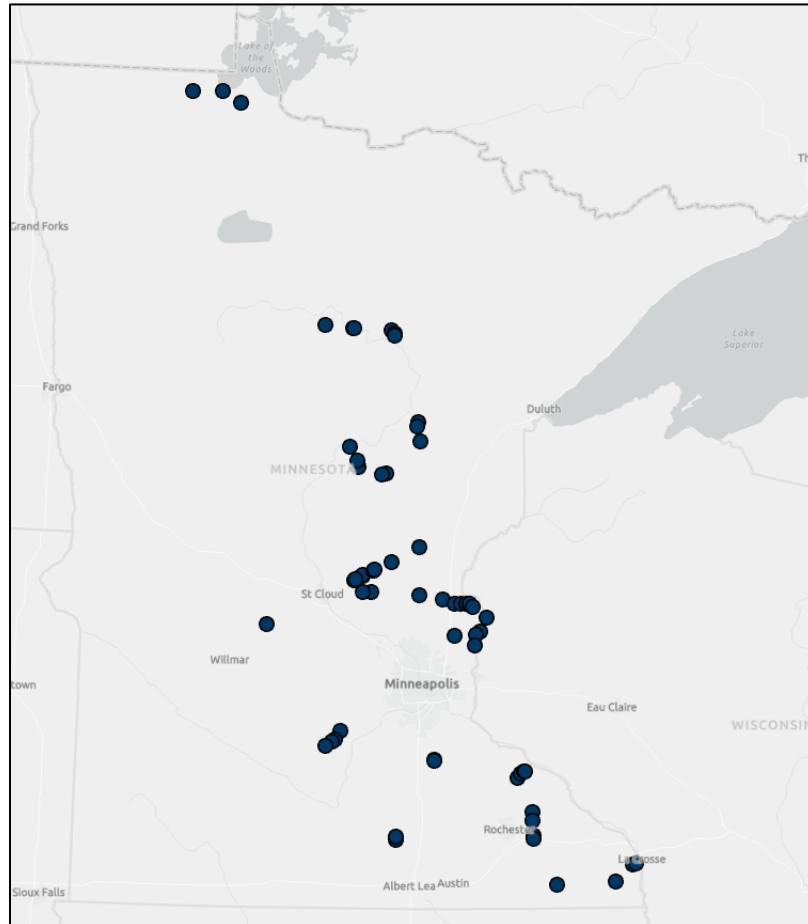 Lake of
the
Woods
Th
Grand Forks
Lake
Superior
Fargo
Duluth
MINNESOTA
St Cloud
Willmar
town
Minneapolis
Eau Claire
WISCONSIN
Rochester
La Crosse
Albert Lea
Austin
Sioux Falls